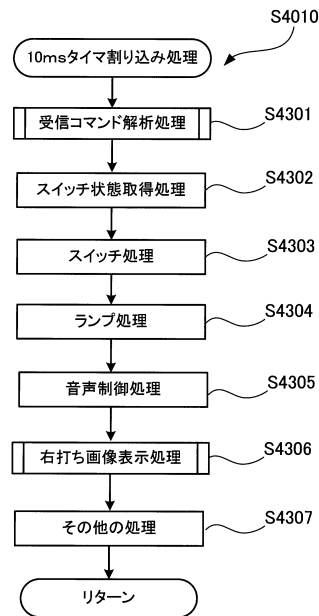 S4010
10msタイマ割り込み処理
受信コマンド解析処理
S4301
スイッチ状態取得処理
S4302
スイッチ処理
S4303
ランプ処理
S4304
音声制御処理
S4305
右打ち画像表示処理
S4306
その他の処理
S4307
リターン